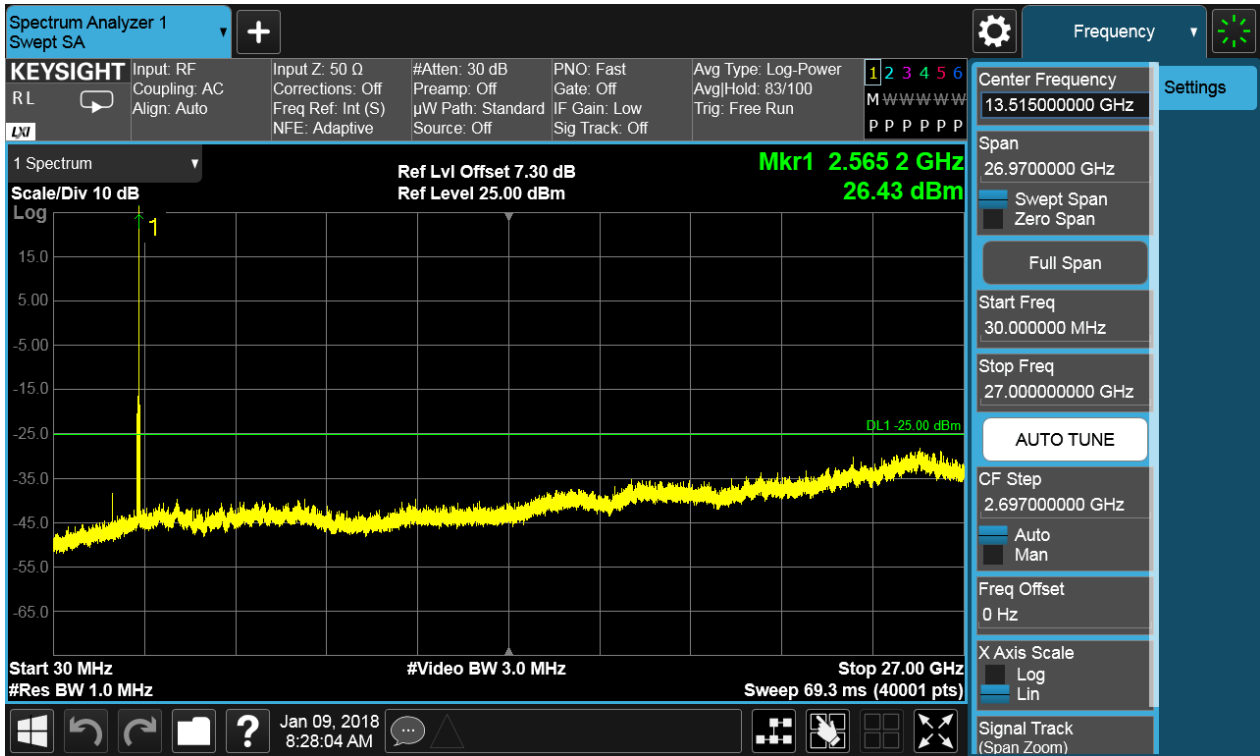 Spectrum Analyzer 1
Swept SA
Frequency
KEYSIGHT
R L
LXI
Input: RF
Coupling: AC
Align: Auto
Input Z: 50 Ω
Corrections: Off
Freq Ref: Int (S)
NFE: Adaptive
#Atten: 30 dB
Preamp: Off
µW Path: Standard
Source: Off
PNO: Fast
Gate: Off
IF Gain: Low
Sig Track: Off
Avg Type: Log-Power
Avg|Hold: 83/100
Trig: Free Run
1 2 3 4 5 6
M W W W W W
P P P P P P
Center Frequency
13.515000000 GHz
Settings
Span
26.9700000 GHz
Swept Span
Zero Span
Full Span
Start Freq
30.000000 MHz
Stop Freq
27.000000000 GHz
AUTO TUNE
CF Step
2.697000000 GHz
Auto
Man
Freq Offset
0 Hz
X Axis Scale
Log
Lin
Signal Track
(Span Zoom)
1 Spectrum
Scale/Div 10 dB
Log
Ref Lvl Offset 7.30 dB
Ref Level 25.00 dBm
Mkr1 2.565 2 GHz
26.43 dBm
1
15.0
5.00
-5.00
-15.0
-25.0
DL1 -25.00 dBm
-35.0
-45.0
-55.0
-65.0
Start 30 MHz
#Video BW 3.0 MHz
Stop 27.00 GHz
#Res BW 1.0 MHz
Sweep 69.3 ms (40001 pts)
?
Jan 09, 2018
8:28:04 AM